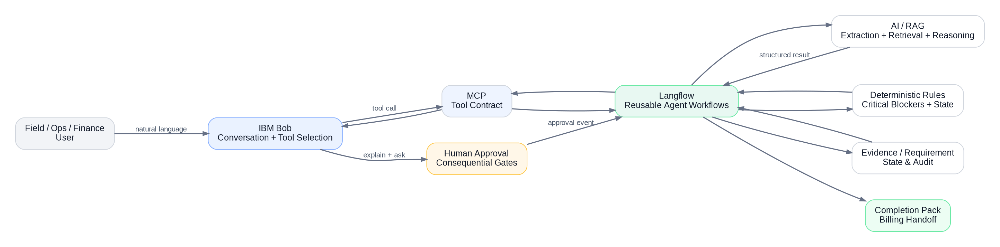 Field / Ops / Finance
User
natural language
IBM Bob
Conversation + Tool Selection
tool call
explain + ask
MCP
Tool Contract
Human Approval
Consequential Gates
approval event
Langflow
Reusable Agent Workflows
structured result
AI / RAG
Extraction + Retrieval + Reasoning
Deterministic Rules
Critical Blockers + State
Evidence / Requirement
State & Audit
Completion Pack
Billing Handoff